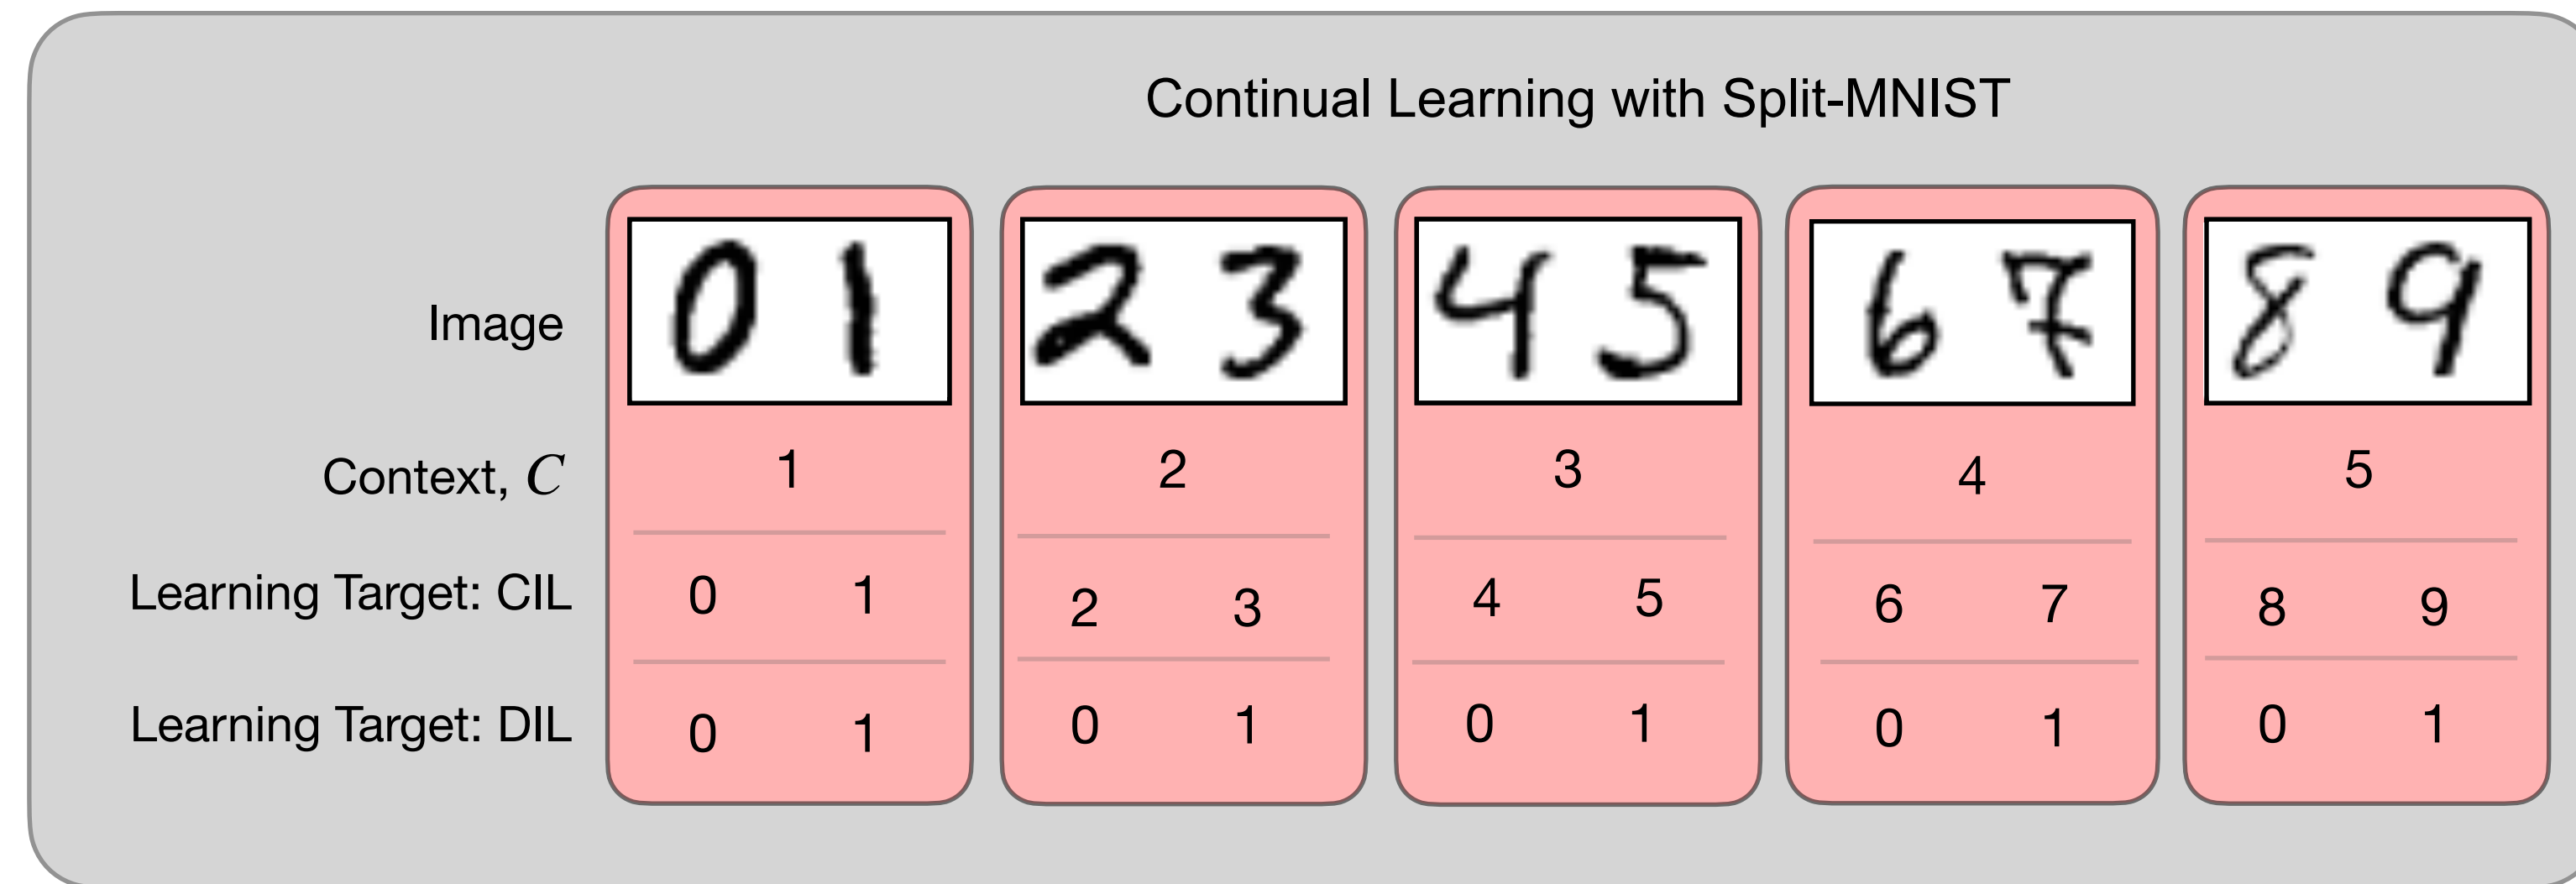 Continual Learning with Split-MNIST
Image 0 1 2 3 4 5 6 7 8 9
Context, C 1 2 3 4 5
Learning Target: CIL 0 1 2 3 4 5 6 7 8 9
Learning Target: DIL 0 1 0 1 0 1 0 1 0 1